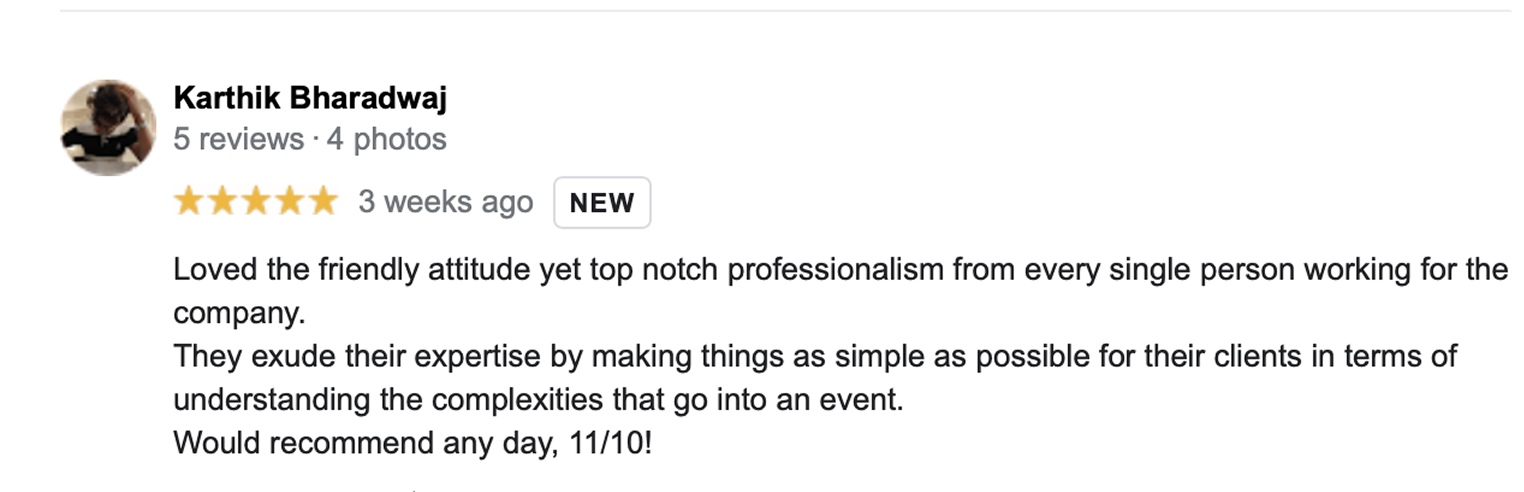 Karthik Bharadwaj
5 reviews · 4 photos
3 weeks ago NEW
Loved the friendly attitude yet top notch professionalism from every single person working for the
company.
They exude their expertise by making things as simple as possible for their clients in terms of
understanding the complexities that go into an event.
Would recommend any day, 11/10!